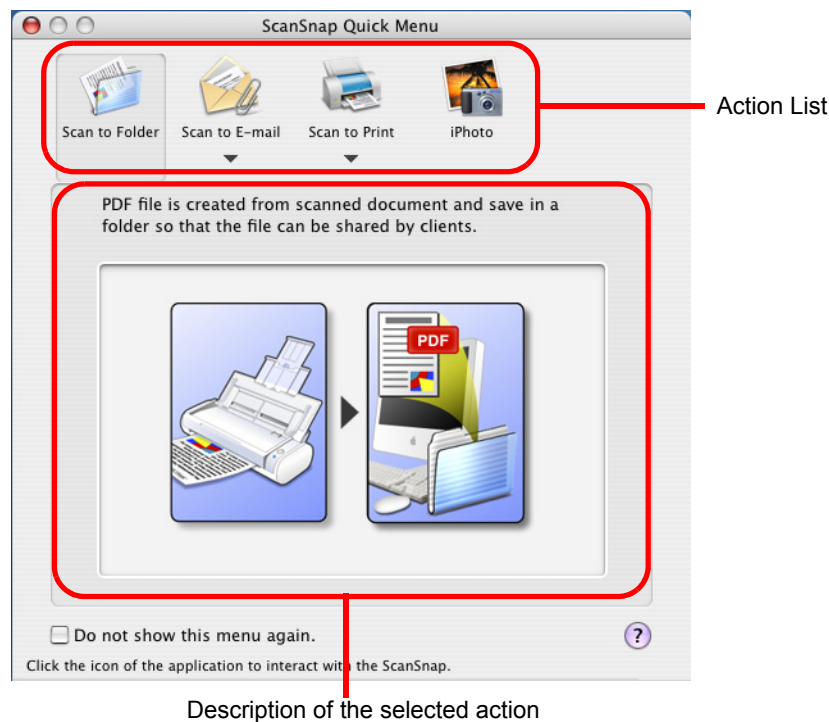 ScanSnap Quick Menu
Scan to Folder
Scan to E-mail
Scan to Print
iPhoto
Action List
PDF file is created from scanned document and save in a
folder so that the file can be shared by clients.
PDF
Do not show this menu again.
?
Click the icon of the application to interact with the ScanSnap.
Description of the selected action